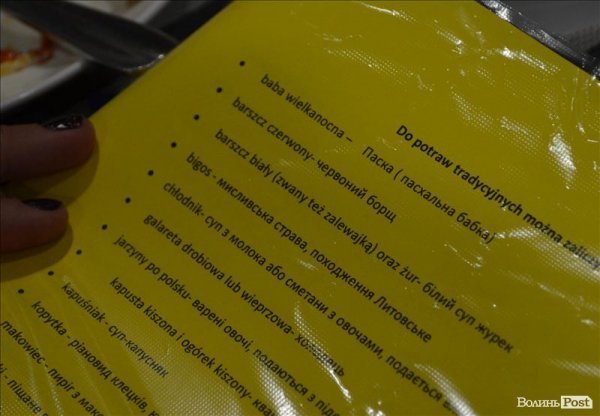 Do potraw tradycyjnych można zaliczy
baba wielkanocna – Паска ( пасхальна бабка)
barszcz czerwony- червоний борщ
barszcz biały (zwany też zalewajką) oraz żur- білий суп журек
bigos - мисливська страва, походження Литовське
chłodnik- суп з молока або сметани з овочами, подається
galareta drobiowa lub wieprzowa- холодець
jarzyny po polsku- варені овочі, подаються з
kapusta kiszona i ogórek kiszony-
kapuśniak - суп-капусняк
kopytka - різновид клецків,
makowiec - пиріг з
Волинь Post